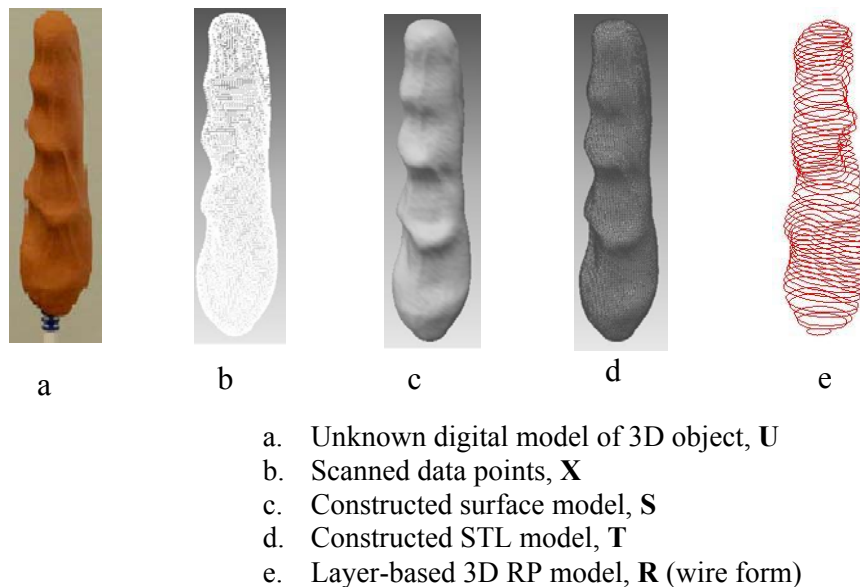 a
b
c
d
e
a. Unknown digital model of 3D object, U
b. Scanned data points, X
c. Constructed surface model, S
d. Constructed STL model, T
e. Layer-based 3D RP model, R (wire form)